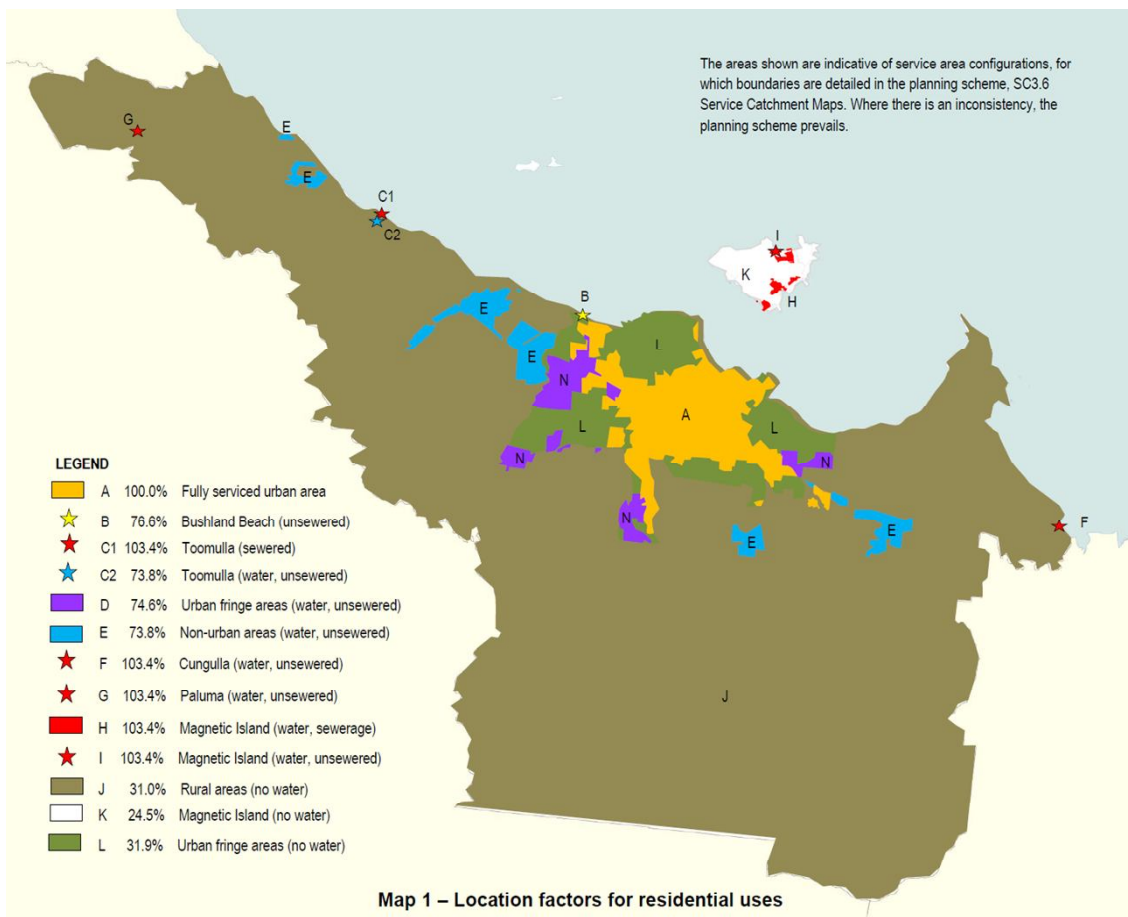 The areas shown are indicative of service area configurations, for
which boundaries are detailed in the planning scheme, SC3.6
Service Catchment Maps. Where there is an inconsistency, the
planning scheme prevails.
G
E
E
C1
C2
I
K
H
B
E
E
I
N
A
L
L
N
N
N
E
E
F
J
LEGEND
A 100.0% Fully serviced urban area
B 76.6% Bushland Beach (unsewered)
C1 103.4% Toomulla (sewered)
C2 73.8% Toomulla (water, unsewered)
D 74.6% Urban fringe areas (water, unsewered)
E 73.8% Non-urban areas (water, unsewered)
F 103.4% Cungulla (water, unsewered)
G 103.4% Paluma (water, unsewered)
H 103.4% Magnetic Island (water, sewerage)
I 103.4% Magnetic Island (water, unsewered)
J 31.0% Rural areas (no water)
K 24.5% Magnetic Island (no water)
L 31.9% Urban fringe areas (no water)
Map 1 – Location factors for residential uses